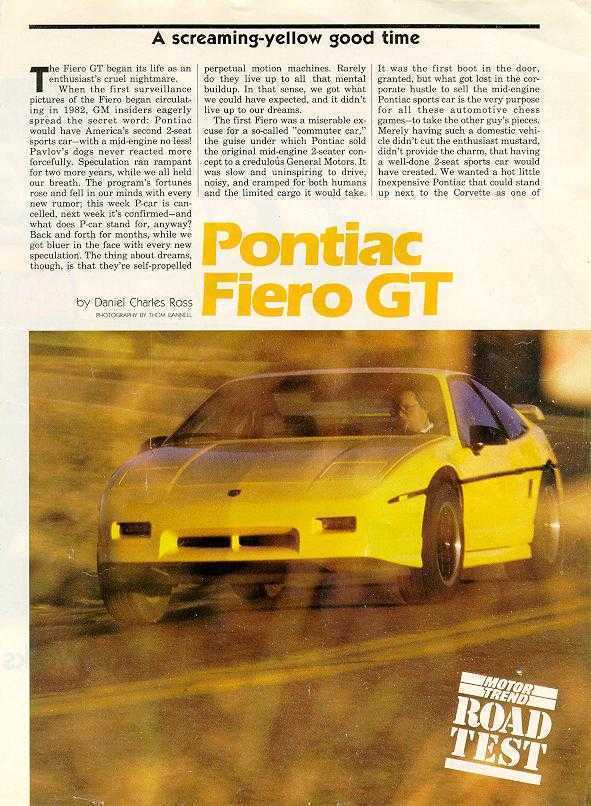 A screaming-yellow good time
The Fiero GT began its life as an
enthusiast's cruel nightmare.
When the first surveillance
pictures of the Fiero began circulat-
ing in 1982, GM insiders eagerly
spread the secret word: Pontiac
would have America's second 2-seat
sports car—with a mid-engine no less!
Pavlov's dogs never reacted more
forcefully. Speculation ran rampant
for two more years, while we all held
our breath. The program's fortunes
rose and fell in our minds with every
new rumor; this week P-car is can-
celled, next week it's confirmed—and
what does P-car stand for, anyway?
Back and forth for months, while we
got bluer in the face with every new
speculation. The thing about dreams,
though, is that they're self-propelled
perpetual motion machines. Rarely
do they live up to all that mental
buildup. In that sense, we got what
we could have expected, and it didn't
live up to our dreams.
The first Fiero was a miserable ex-
cuse for a so-called "commuter car,"
the guise under which Pontiac sold
the original mid-engine 2-seater con-
cept to a credulous General Motors. It
was slow and uninspiring to drive,
noisy, and cramped for both humans
and the limited cargo it would take.
It was the first boot in the door,
granted, but what got lost in the cor-
porate hustle to sell the mid-engine
Pontiac sports car is the very purpose
for all these automotive chess
games—to take the other guy's pieces.
Merely having such a domestic vehi-
cle didn't cut the enthusiast mustard,
didn't provide the charm, that having
a well-done 2-seat sports car would
have created. We wanted a hot little
inexpensive Pontiac that could stand
up next to the Corvette as one of
Pontiac
Fiero GT
by Daniel Charles Ross
PHOTOGRAPHY BY THOM BANNELL
MOTOR
TREND
ROAD
TEST